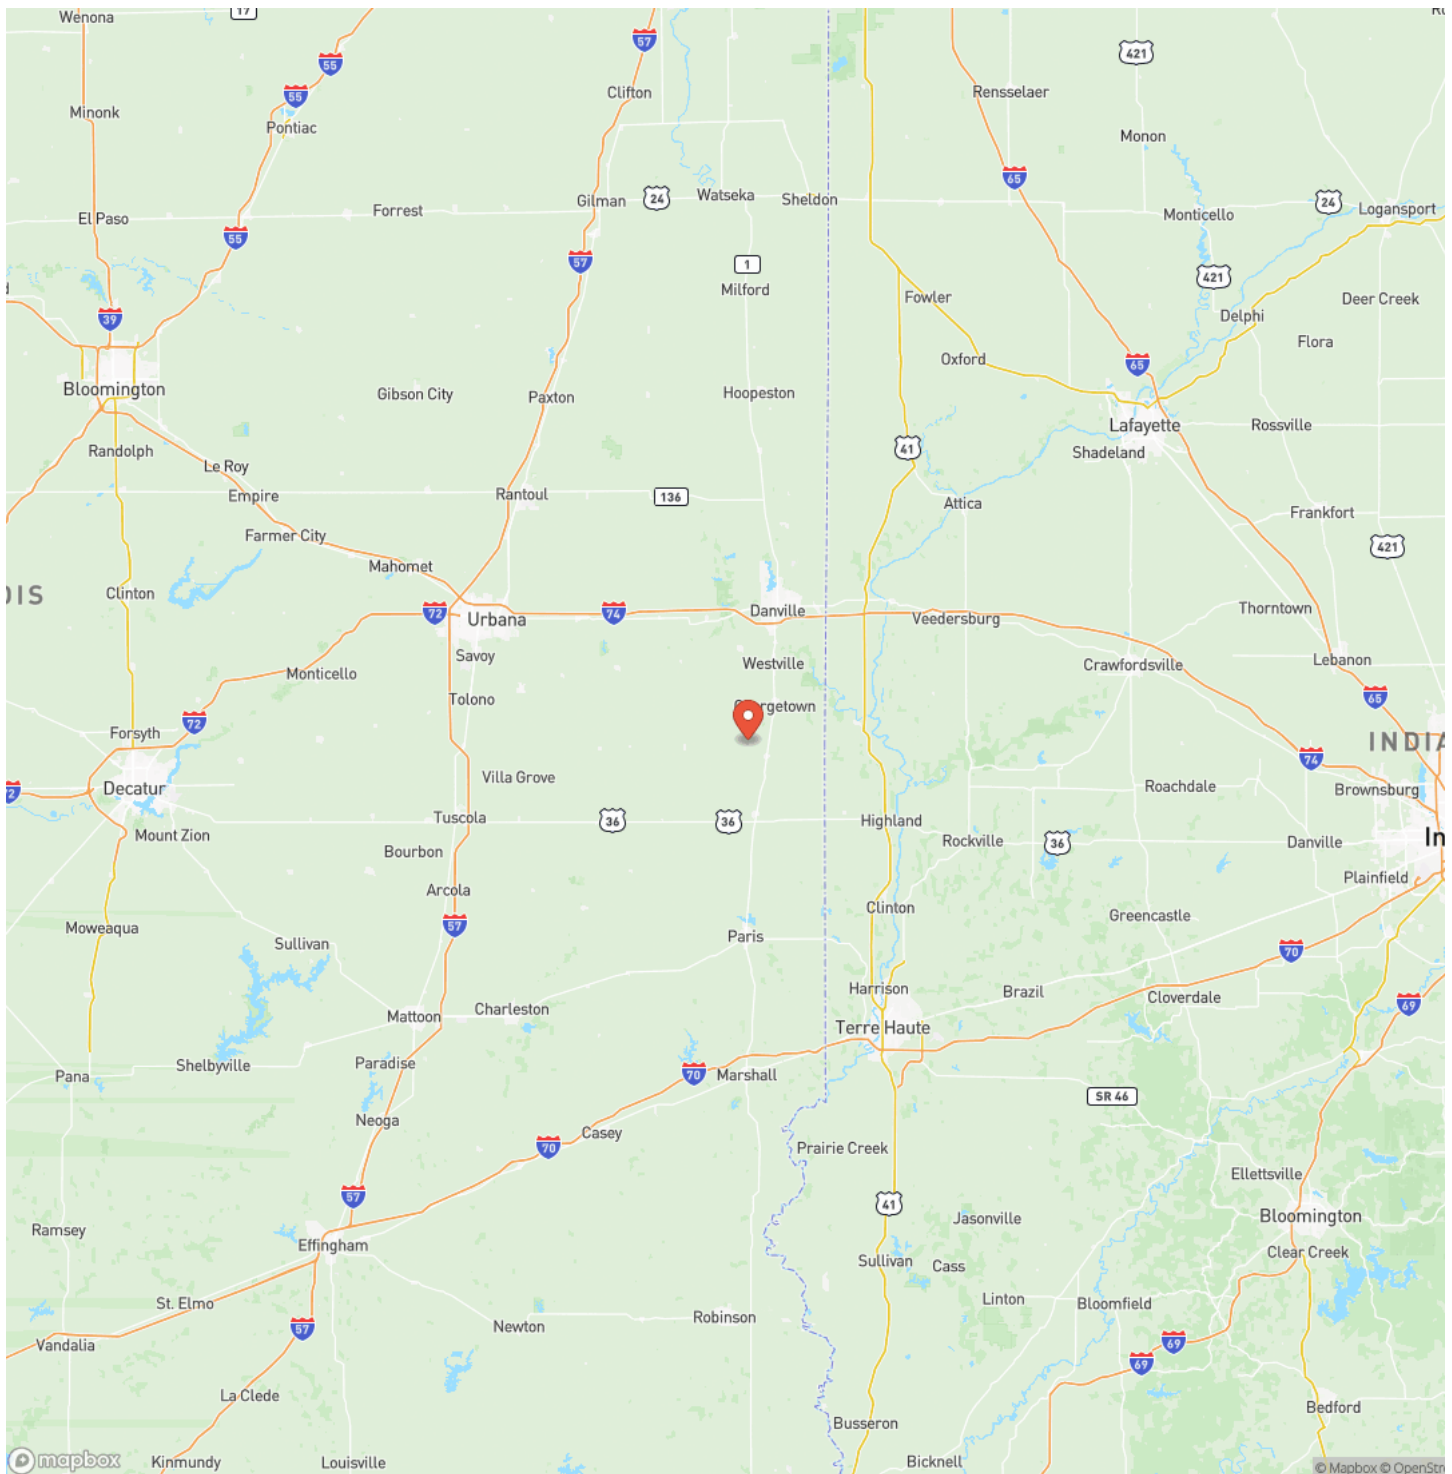 Wenona
17
57
421
55
Clifton
Rensselaer
55
Minonk
Pontiac
Monon
65
Gilman
24
Watseka
Sheldon
24
Logansport
El Paso
Forrest
Monticello
55
57
1
421
Milford
Fowler
Deer Creek
39
Delphi
Flora
Oxford
65
Bloomington
Gibson City
Paxton
Hoopeston
Lafayette
Rossville
Randolph
41
Shadeland
Le Roy
Empire
Rantoul
136
Attica
Frankfort
Farmer City
421
Mahomet
Clinton
Thorntown
72
Urbana
74
Danville
Veedersburg
Savoy
Westville
Crawfordsville
Lebanon
Monticello
Tolono
65
72
Forsyth
INDIA
74
Villa Grove
Decatur
Roachdale
Brownsburg
Tuscola
36
36
Highland
Mount Zion
Rockville
36
Danville
Bourbon
Plainfield
Arcola
Clinton
Greencastle
Moweaqua
57
Sullivan
Paris
70
Harrison
Brazil
Cloverdale
69
Mattoon
Charleston
Terre Haute
Shelbyville
Paradise
Pana
70
Marshall
SR 46
Neoga
Casey
70
Prairie Creek
Ellettsville
57
41
Ramsey
Jasonville
Bloomington
Effingham
Clear Creek
Sullivan
Cass
St. Elmo
Linton
Bloomfield
57
Newton
Robinson
Vandalia
69
69
La Clede
Bedford
Busseron
mapbox
Kinmundy
Louisville
Bicknell
© Mapbox © OpenStr